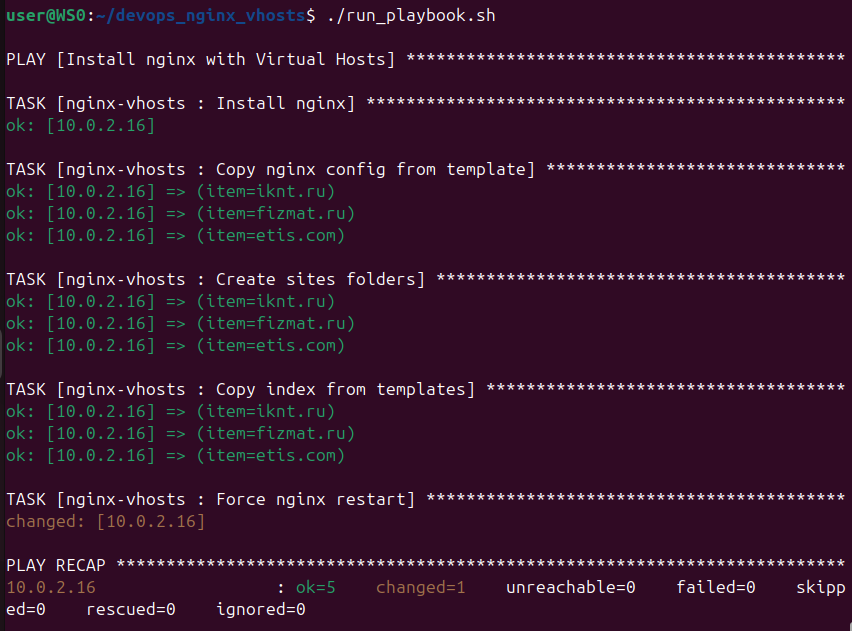 user@WS0:~/devops_nginx_vhosts$ ./run_playbook.sh
PLAY [Install nginx with Virtual Hosts] ********************************************
TASK [nginx-vhosts : Install nginx] ************************************************
ok: [10.0.2.16]
TASK [nginx-vhosts : Copy nginx config from template] ******************************
ok: [10.0.2.16] => (item=iknt.ru)
ok: [10.0.2.16] => (item=fizmat.ru)
ok: [10.0.2.16] => (item=etis.com)
TASK [nginx-vhosts : Create sites folders] *****************************************
ok: [10.0.2.16] => (item=iknt.ru)
ok: [10.0.2.16] => (item=fizmat.ru)
ok: [10.0.2.16] => (item=etis.com)
TASK [nginx-vhosts : Copy index from templates] ************************************
ok: [10.0.2.16] => (item=iknt.ru)
ok: [10.0.2.16] => (item=fizmat.ru)
ok: [10.0.2.16] => (item=etis.com)
TASK [nginx-vhosts : Force nginx restart] ******************************************
changed: [10.0.2.16]
PLAY RECAP *************************************************************************
10.0.2.16                  : ok=5    changed=1    unreachable=0    failed=0    skipp
ed=0    rescued=0    ignored=0